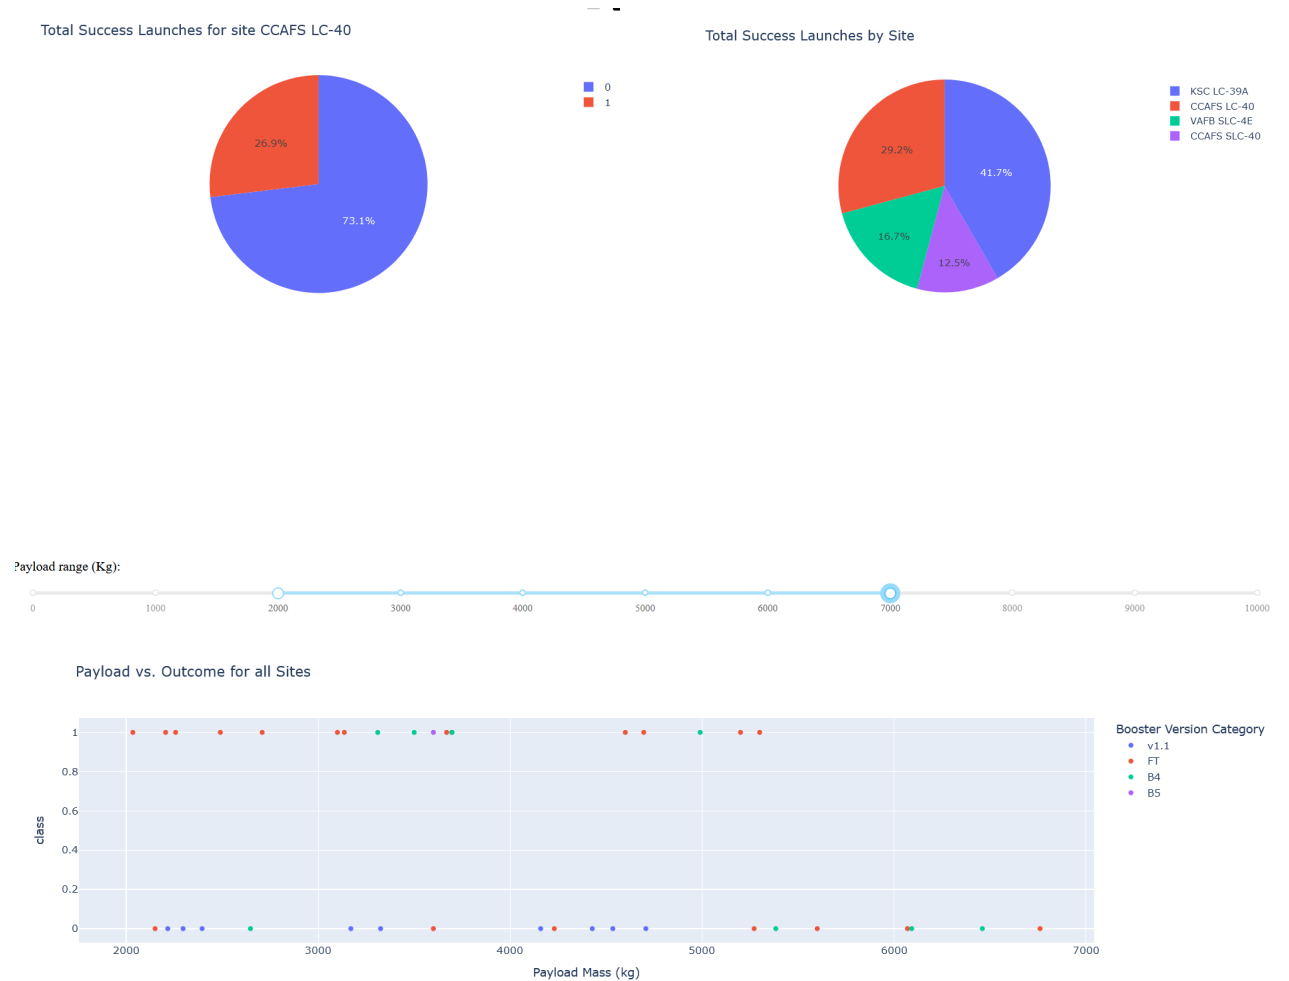 Total Success Launches for site CCAFS LC-40
0
1
26.9%
73.1%
Total Success Launches by Site
KSC LC-39A
CCAFS LC-40
VAFB SLC-4E
CCAFS SLC-40
29.2%
41.7%
16.7%
12.5%
Payload range (Kg):
0 1000 2000 3000 4000 5000 6000 7000 8000 9000 10000
Payload vs. Outcome for all Sites
1
0.8
0.6
0.4
0.2
0
class
2000 3000 4000 5000 6000 7000
Payload Mass (kg)
Booster Version Category
v1.1
FT
B4
B5